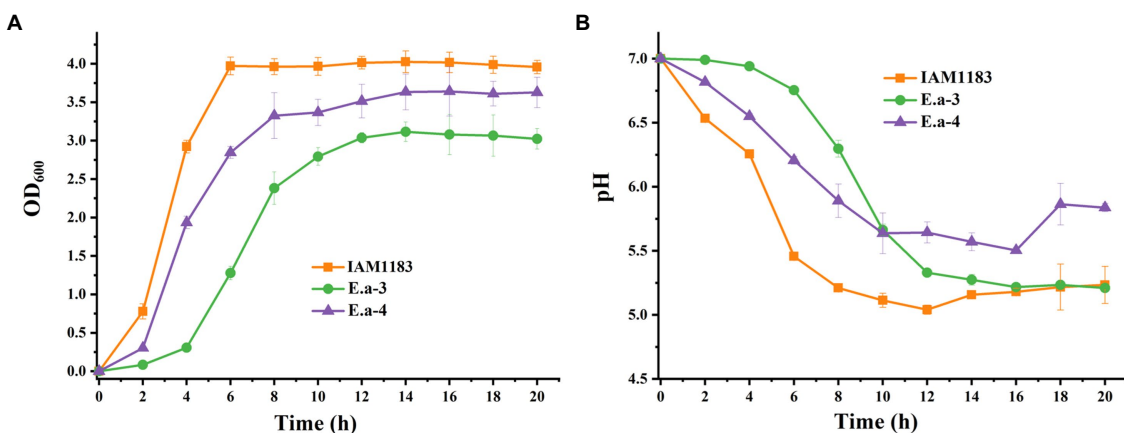 A
OD600
4.0
3.5
3.0
2.5
2.0
1.5
1.0
0.5
0.0
IAM1183
E.a-3
E.a-4
0 2 4 6 8 10 12 14 16 18 20
Time (h)
B
pH
7.0
6.5
6.0
5.5
5.0
4.5
IAM1183
E.a-3
E.a-4
0 2 4 6 8 10 12 14 16 18 20
Time (h)